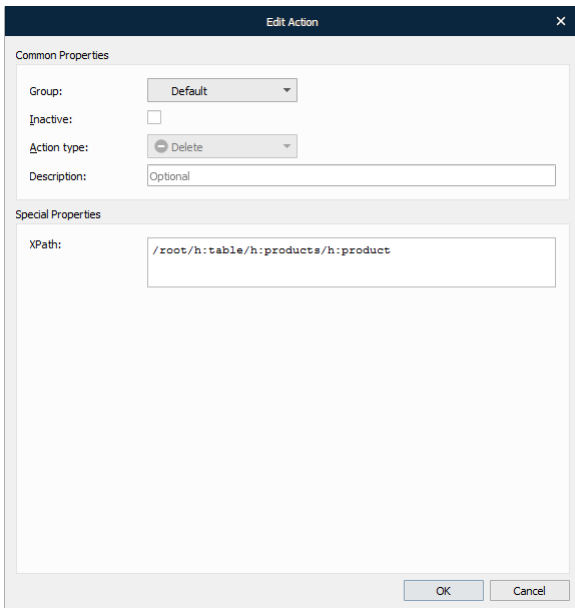 Edit Action
Common Properties
Group:
Default
Inactive:
Action type:
Delete
Description:
Optional
Special Properties
XPath:
/root/h:table/h:products/h:product
OK
Cancel